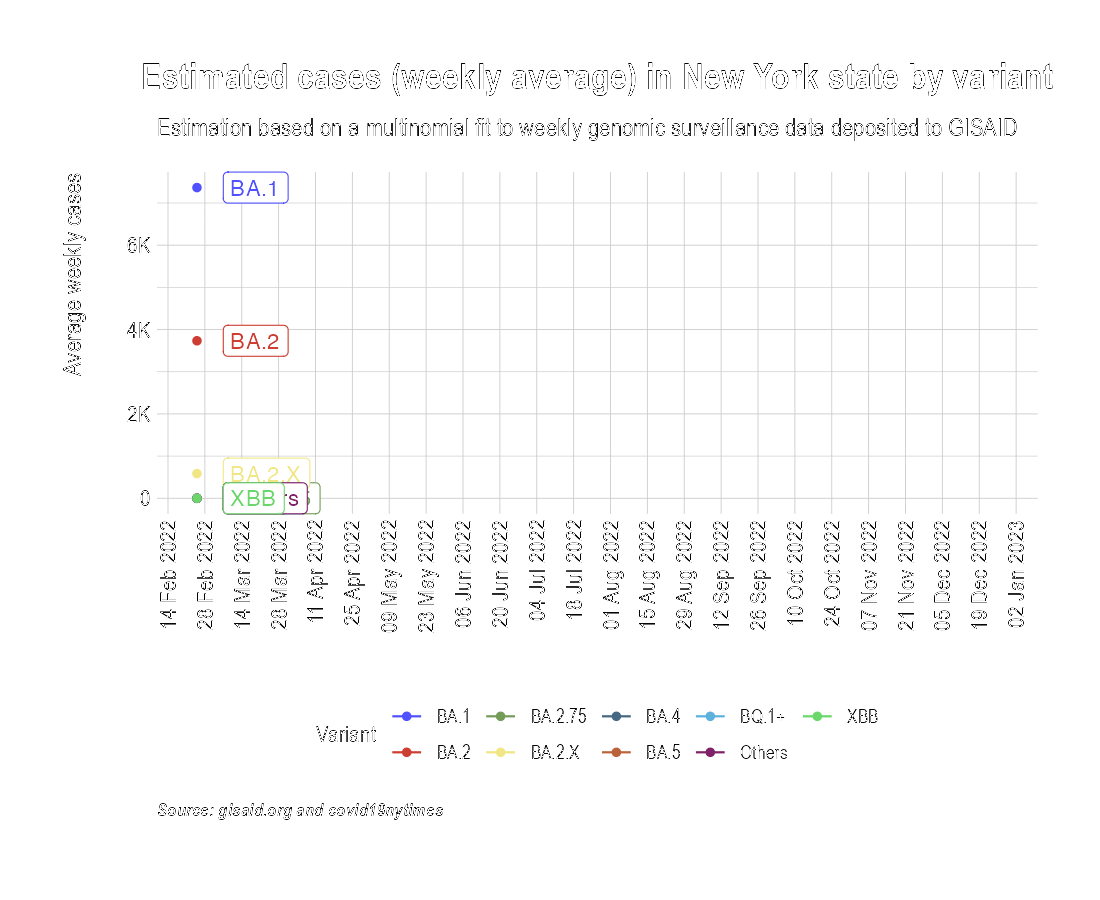 Estimated cases (weekly average) in New York state by variant
Estimation based on a multinomial fit to weekly genomic surveillance data deposited to GISAID
Average weekly cases
6K
4K
2K
0
BA.1
BA.2
BA.2.X
XBB
rs
14 Feb 2022
28 Feb 2022
14 Mar 2022
28 Mar 2022
11 Apr 2022
25 Apr 2022
09 May 2022
23 May 2022
06 Jun 2022
20 Jun 2022
04 Jul 2022
18 Jul 2022
01 Aug 2022
15 Aug 2022
29 Aug 2022
12 Sep 2022
26 Sep 2022
10 Oct 2022
24 Oct 2022
07 Nov 2022
21 Nov 2022
05 Dec 2022
19 Dec 2022
02 Jan 2023
Variant
BA.1 BA.2.75 BA.4 BQ.1+ XBB
BA.2 BA.2.X BA.5 Others
Source: gisaid.org and covid19nytimes